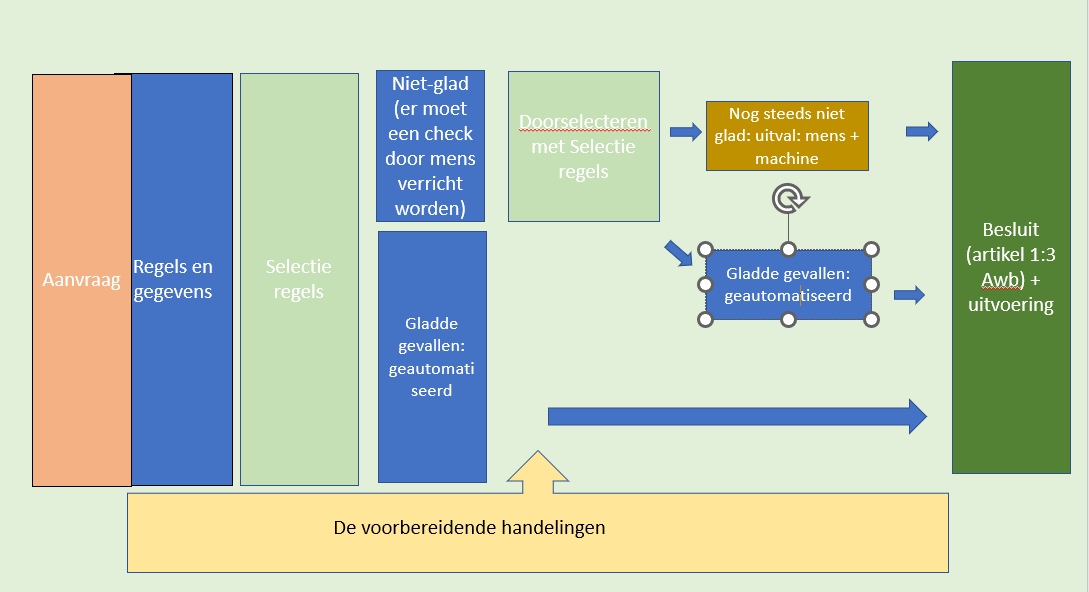 Aanvraag
Regels en
gegevens
Selectie
regels
Niet-glad
(er moet
een check
door mens
verricht
worden)
Gladde
gevallen:
geautomati
seerd
Doorselecteren
met Selectie
regels
Nog steeds niet
glad: uitval: mens +
machine
Gladde gevallen:
geautomatiseerd
Besluit
(artikel 1:3
Awb) +
uitvoering
De voorbereidende handelingen